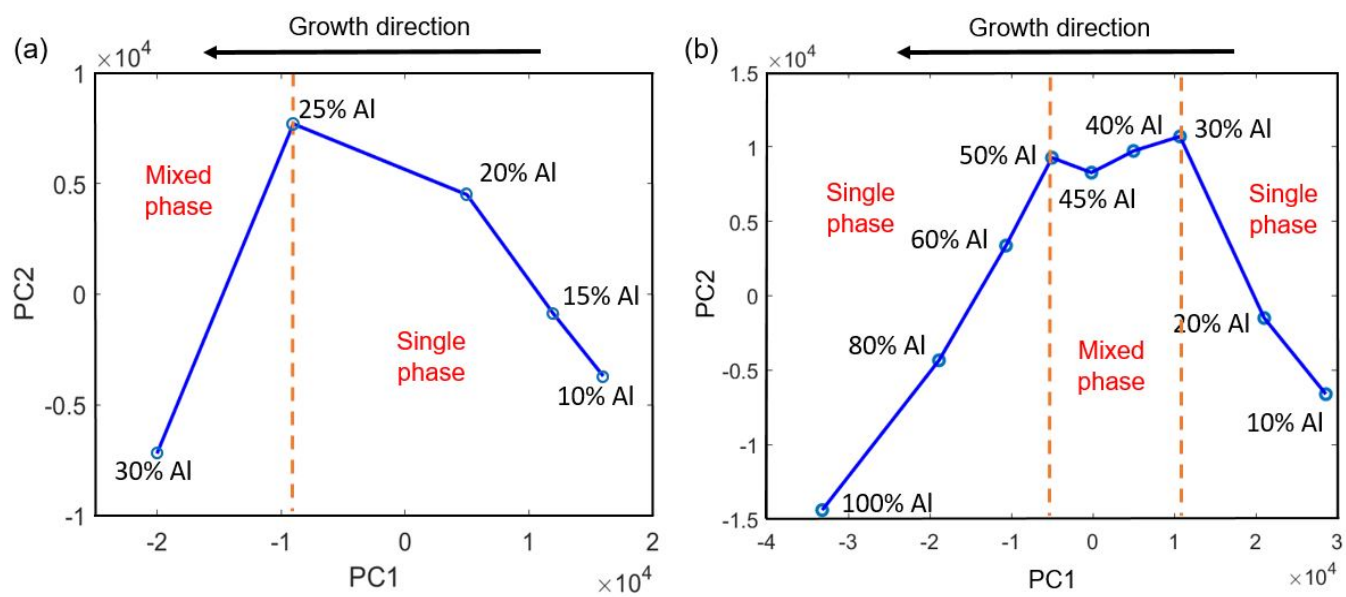 Growth direction
(a)
×10⁴
1
25% Al
Mixed
phase
0.5
20% Al
PC2
0
15% Al
Single
phase
10% Al
-0.5
30% Al
-1
-2
-1
0
1
2
PC1
×10⁴
Growth direction
(b)
×10⁴
1.5
40% Al
30% Al
50% Al
1
45% Al
Single
phase
Single
phase
0.5
60% Al
PC2
0
20% Al
80% Al
Mixed
phase
-0.5
10% Al
-1
100% Al
-1.5
-4
-3
-2
-1
0
1
2
3
PC1
×10⁴